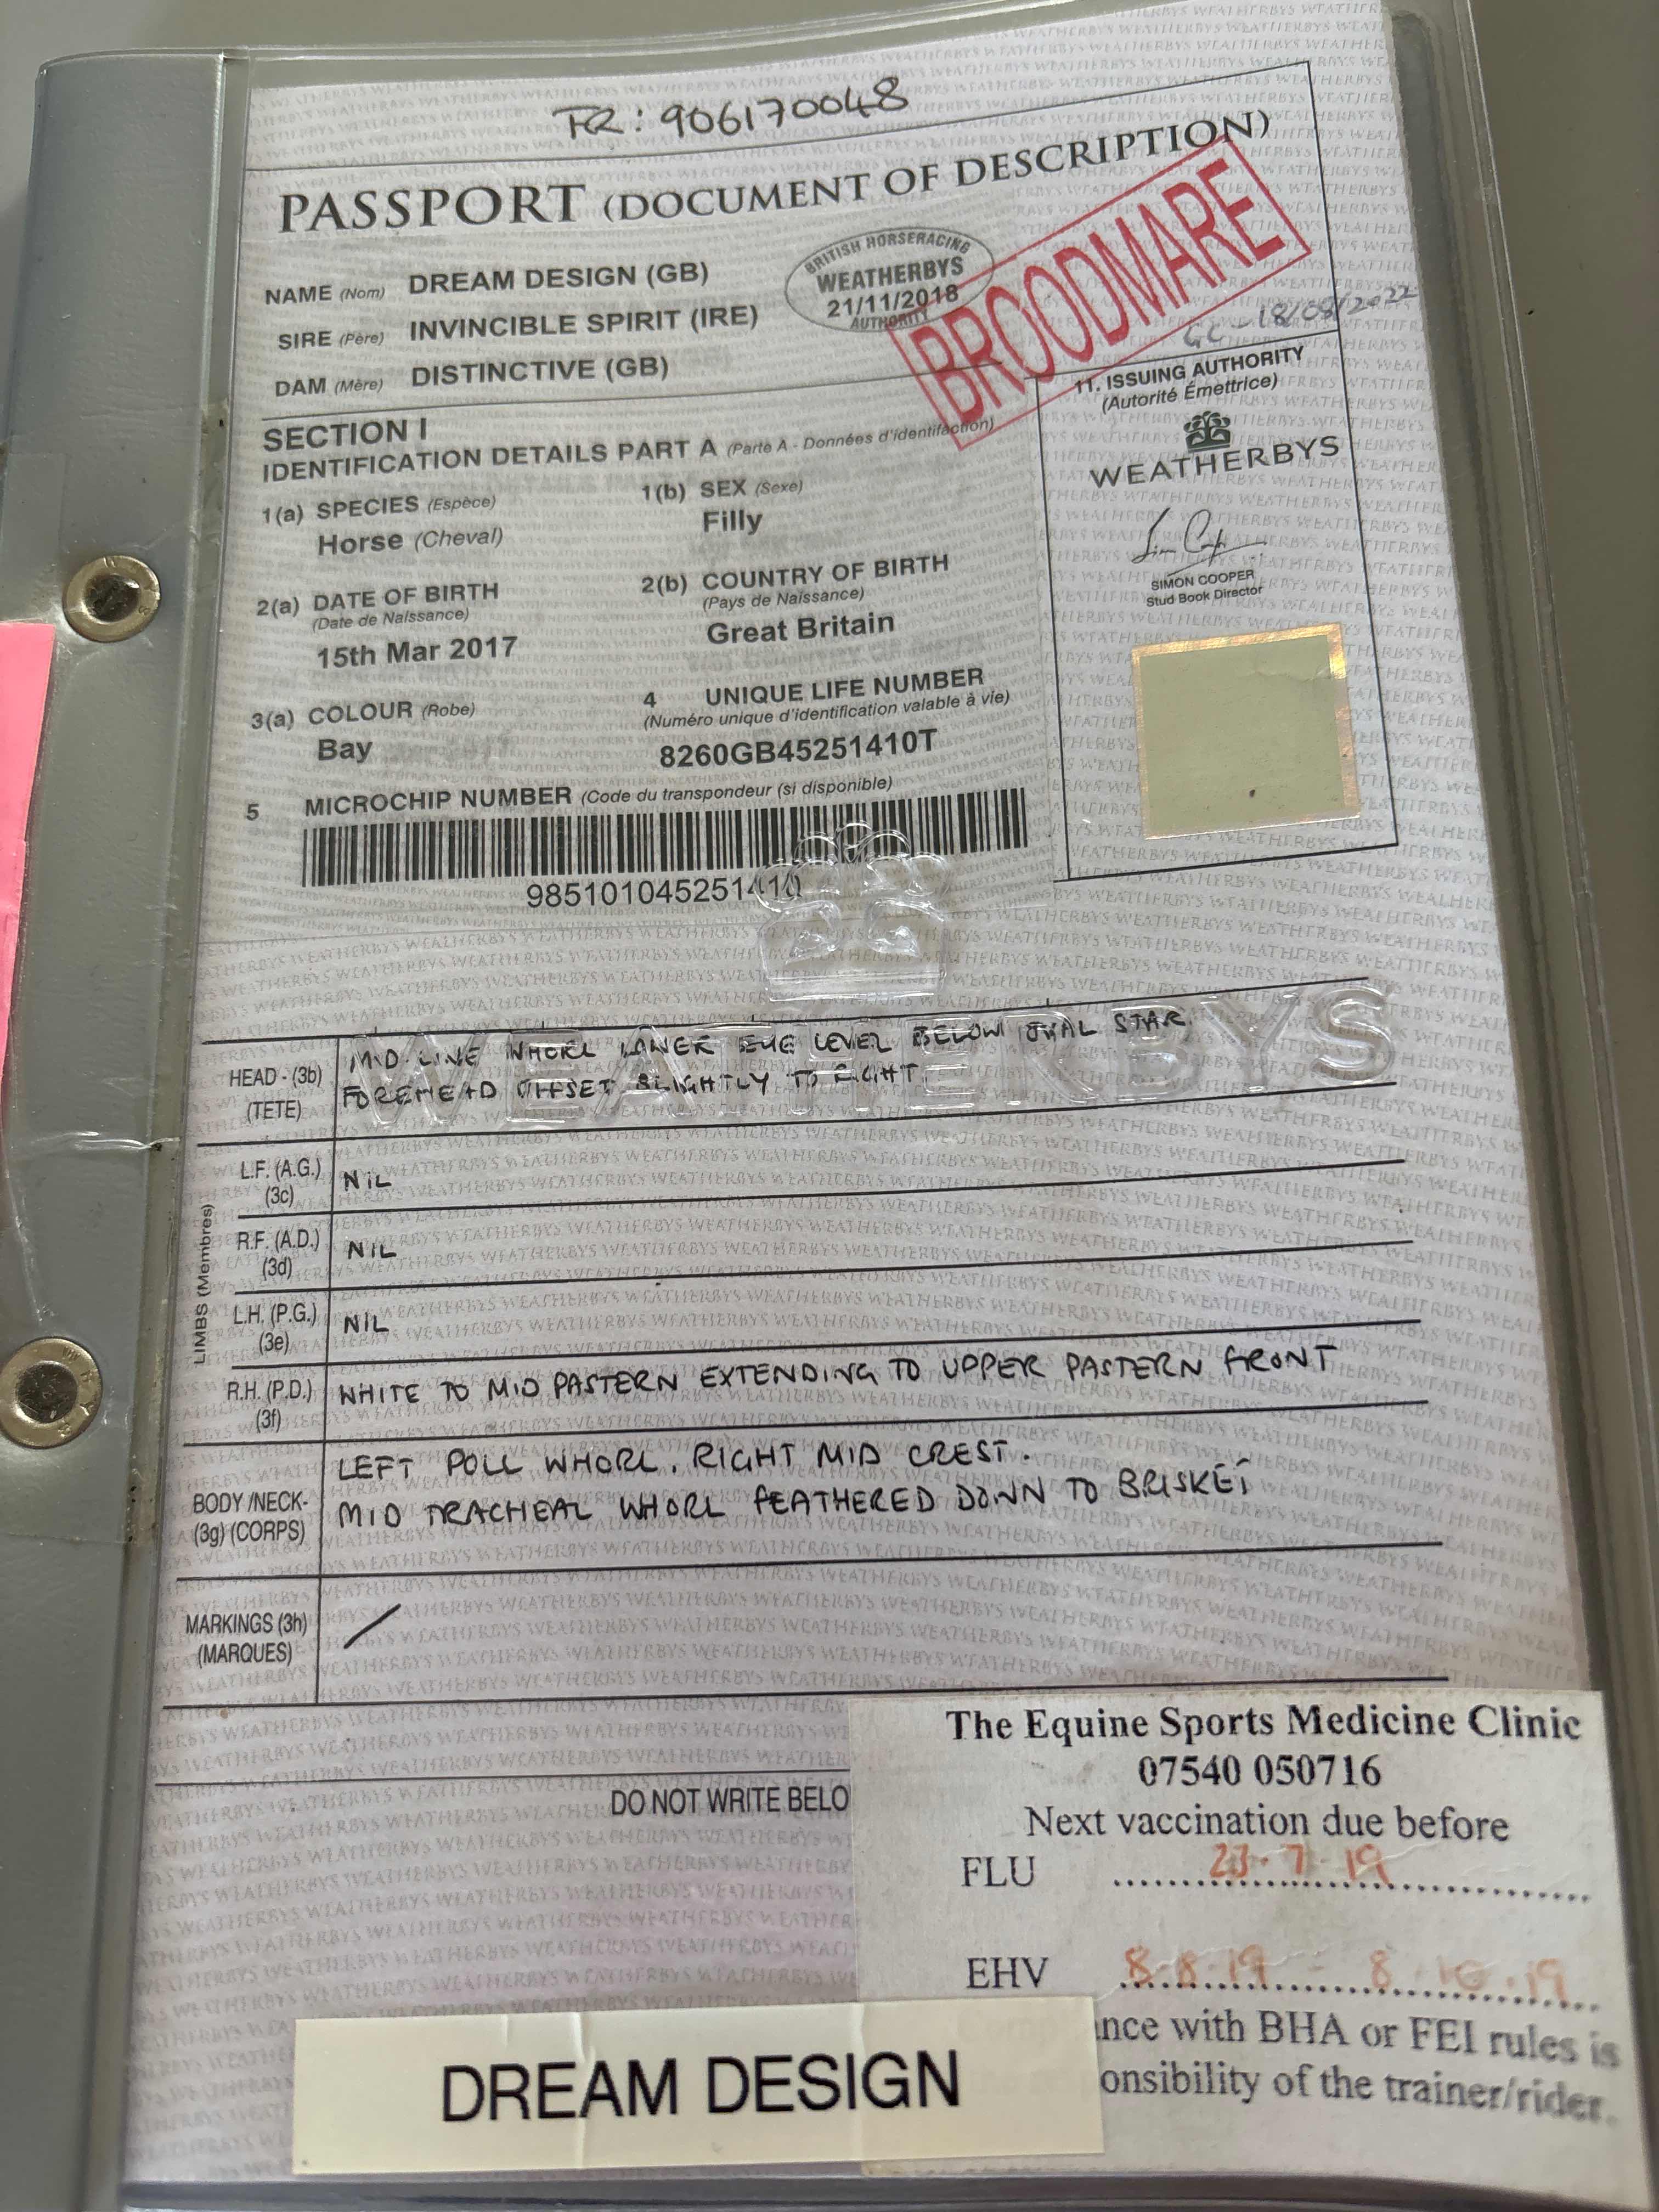 FR: 906170048
PASSPORT (DOCUMENT OF DESCRIPTION)
NAME (Nom) DREAM DESIGN (GB)
SIRE (Père) INVINCIBLE SPIRIT (IRE)
DAM (Mère) DISTINCTIVE (GB)
BRITISH HORSERACING
WEATHERBYS
21/11/2018
AUTHORITY
BROODMARE
GC - 18/08/2022
SECTION I
IDENTIFICATION DETAILS PART A (Parte A - Données d'identifaction)
1(a) SPECIES (Espèce)
Horse (Cheval)
1(b) SEX (Sexe)
Filly
2(a) DATE OF BIRTH
(Date de Naissance)
15th Mar 2017
2(b) COUNTRY OF BIRTH
(Pays de Naissance)
Great Britain
3(a) COLOUR (Robe)
Bay
4 UNIQUE LIFE NUMBER
(Numéro unique d'identification valable à vie)
8260GB45251410T
5 MICROCHIP NUMBER (Code du transpondeur (si disponible)
985101045251410
11. ISSUING AUTHORITY
(Autorité Émettrice)
WEATHERBYS
SIMON COOPER
Stud Book Director
WEATHERBYS
HEAD - (3b)
(TETE)
MID LINE WHORL LOWER EYE LEVEL BELOW OVAL STAR.
FOREHEAD OFFSET SLIGHTLY TO RIGHT.
LIMBS (Membres)
L.F. (A.G.)
(3c)
NIL
R.F. (A.D.)
(3d)
NIL
L.H. (P.G.)
(3e)
NIL
R.H. (P.D.)
(3f)
WHITE TO MID PASTERN EXTENDING TO UPPER PASTERN FRONT
BODY /NECK-
(3g) (CORPS)
LEFT POLL WHORL. RIGHT MID CREST.
MID TRACHEAL WHORL FEATHERED DOWN TO BRISKET
MARKINGS (3h)
(MARQUES)
/
DO NOT WRITE BELO
The Equine Sports Medicine Clinic
07540 050716
Next vaccination due before
FLU 23.7.19
EHV 8.8.19 - 8.10.19
nce with BHA or FEI rules is
onsibility of the trainer/rider.
DREAM DESIGN